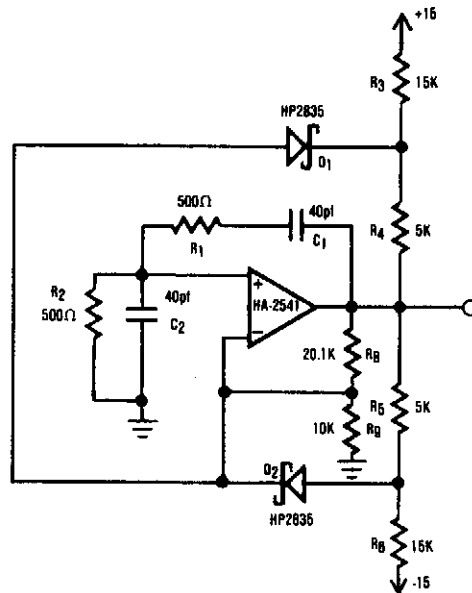 +15
R3 15K
HP2835
D1
500Ω
R1
40pf
C1
R4 5K
R2
500Ω
40pf
C2
+
HA-2541
−
20.1K R8
R5 5K
10K R9
D2
HP2835
R6 15K
-15